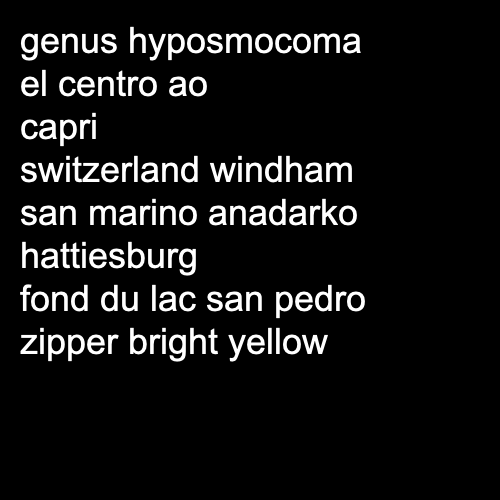 genus hyposmocoma
el centro ao
capri
switzerland windham
san marino anadarko
hattiesburg
fond du lac san pedro
zipper bright yellow